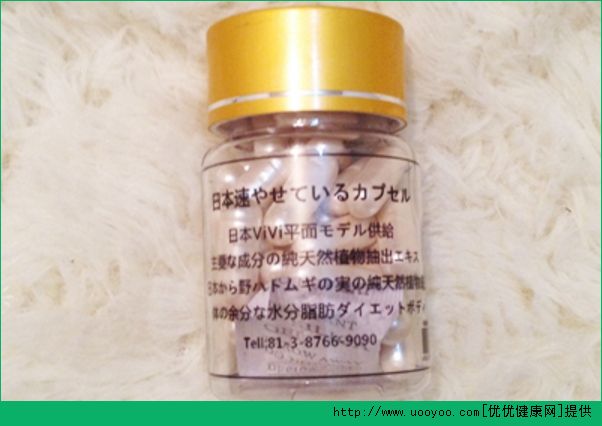 日本速やせているカプセル
日本ViVi平面モデル供給
主要な成分の純天然植物抽出エキス
日本から野ハドムギの実の純天然植物
体の余分な水分脂肪ダイエットボデ
Tell:81-3-8766-9090
http://www.uooyoo.com[优优健康网]提供